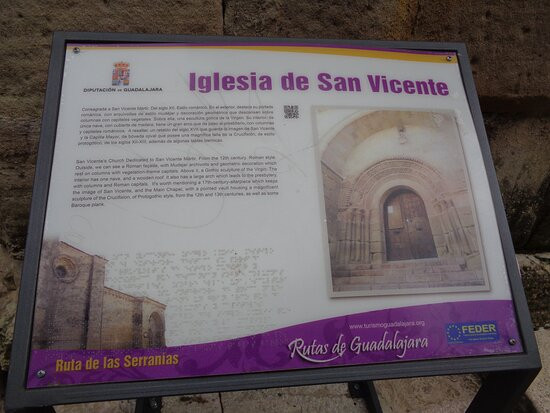 DIPUTACIÓN DE GUADALAJARA
Iglesia de San Vicente
Consagrada a San Vicente Mártir. Del siglo XII. Estilo románico. En el exterior, destaca su portada
románica, con arquivoltas de estilo mudéjar y decoración geométrica que descansan sobre
columnas con capiteles vegetales. Sobre ella, una escultura gótica de la Virgen. Su interior es de
única nave, con cubierta de madera; tiene un gran arco que da paso al presbiterio, con columnas
y capiteles románicos. A resaltar: un retablo del siglo XVII que guarda la imagen de San Vicente
y la Capilla Mayor, de bóveda ojival que posee una magnífica talla de la Crucifixión, de estilo
protogótico, de los siglos XII-XIII, además de algunas tablas barrocas.
San Vicente's Church Dedicated to San Vicente Mártir. From the 12th century. Roman style.
Outside, we can see a Roman façade, with Mudejar archivolts and geometric decoration which
rest on columns with vegetation-theme capitals. Above it, a Gothic sculpture of the Virgin. The
interior has one nave, and a wooden roof. It also has a large arch which leads to the presbytery,
with columns and Roman capitals. It's worth mentioning a 17th-century-altarpiece which keeps
the image of San Vicente, and the Main Chapel, with a pointed vault housing a magnificent
sculpture of the Crucifixion, of Protogothic style, from the 12th and 13th centuries, as well as some
Baroque plans.
www.turismoguadalajara.org
Ruta de las Serranías
Rutas de Guadalajara
FEDER